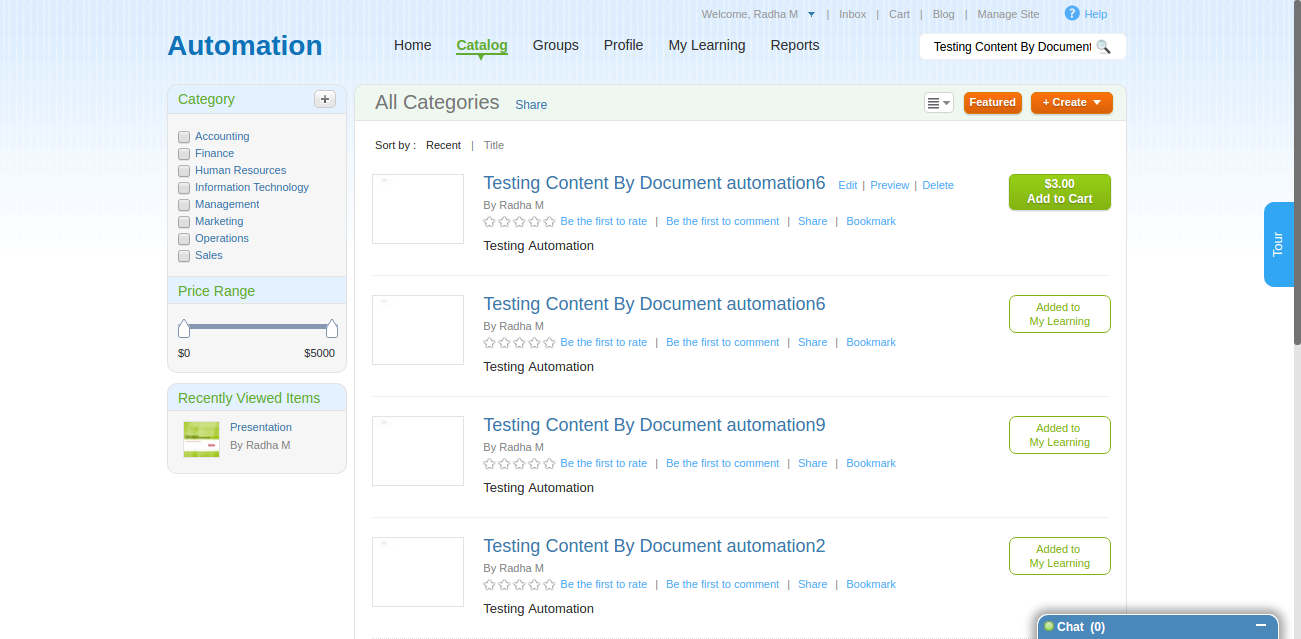 Welcome, Radha M | Inbox | Cart | Blog | Manage Site ? Help
Automation
Home Catalog Groups Profile My Learning Reports
Testing Content By Document
Category +
Accounting
Finance
Human Resources
Information Technology
Management
Marketing
Operations
Sales
Price Range
$0 $5000
Recently Viewed Items
Presentation
By Radha M
All Categories Share
Featured + Create
Sort by : Recent | Title
Testing Content By Document automation6 Edit | Preview | Delete
By Radha M
Be the first to rate | Be the first to comment | Share | Bookmark
Testing Automation
$3.00
Add to Cart
Testing Content By Document automation6
By Radha M
Be the first to rate | Be the first to comment | Share | Bookmark
Testing Automation
Added to
My Learning
Testing Content By Document automation9
By Radha M
Be the first to rate | Be the first to comment | Share | Bookmark
Testing Automation
Added to
My Learning
Testing Content By Document automation2
By Radha M
Be the first to rate | Be the first to comment | Share | Bookmark
Testing Automation
Added to
My Learning
Tour
Chat (0)